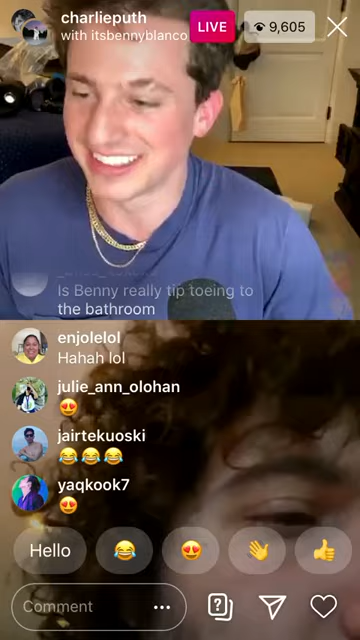 charlieputh
with itsbennyblanco
LIVE
9,605
Is Benny really tip toeing to
the bathroom
enjolelol
Hahah lol
julie_ann_olohan
😍
jairtekuoski
😂😂😂
yaqkook7
😍
Hello 😂 😍 👋 👍
Comment